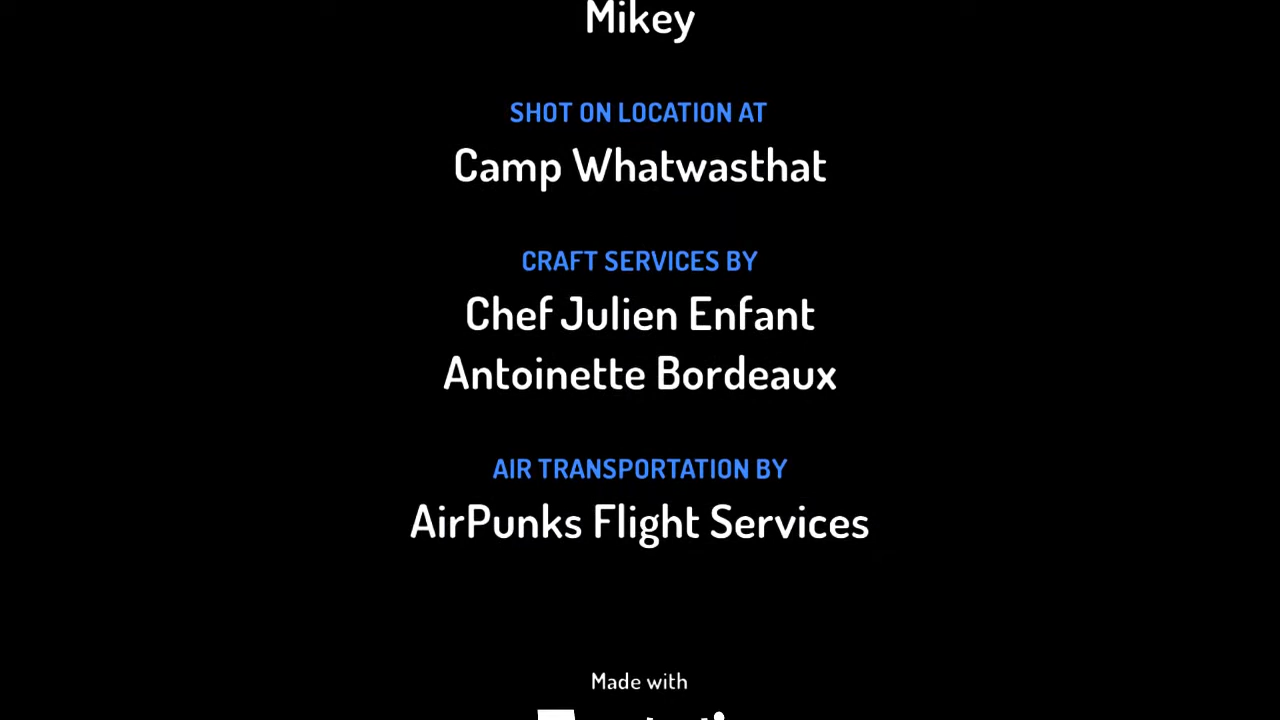 Mikey
SHOT ON LOCATION AT
Camp Whatwasthat
CRAFT SERVICES BY
Chef Julien Enfant
Antoinette Bordeaux
AIR TRANSPORTATION BY
AirPunks Flight Services
Made with